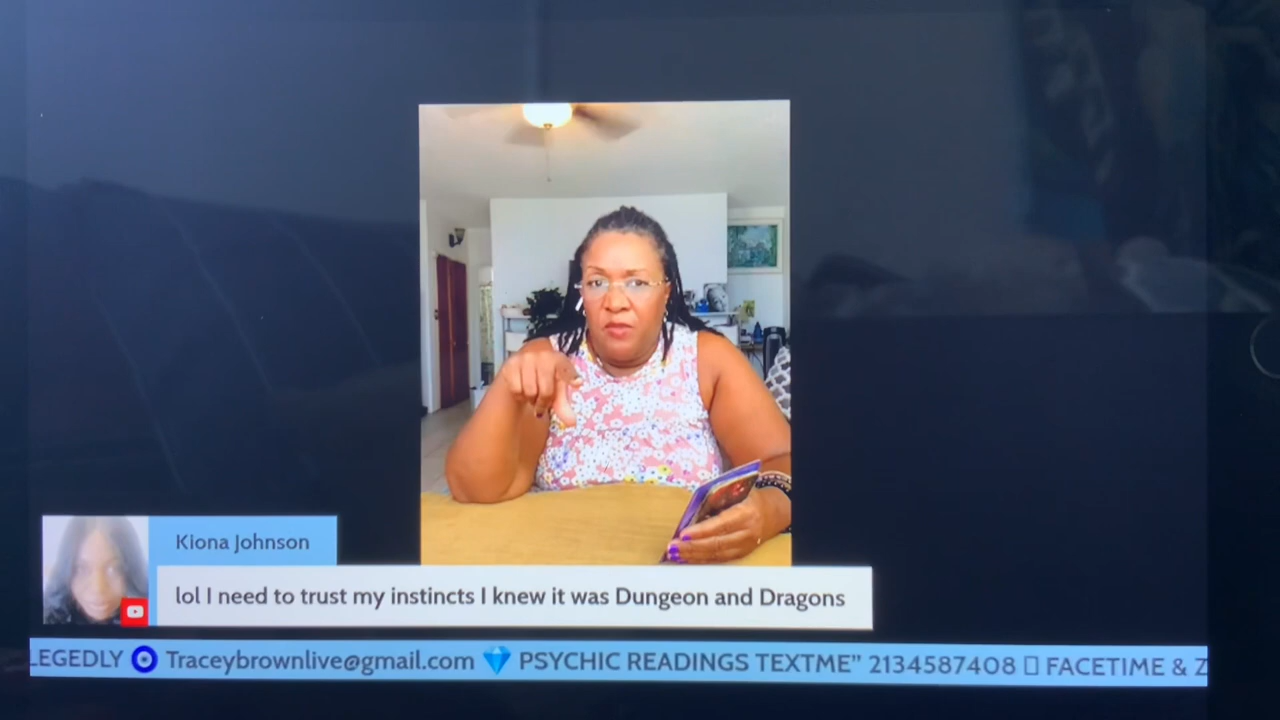 Kiona Johnson
lol I need to trust my instincts I knew it was Dungeon and Dragons
LEGEDLY 🧿 Traceybrownlive@gmail.com 💎 PSYCHIC READINGS TEXTME" 2134587408 ▯ FACETIME & Z